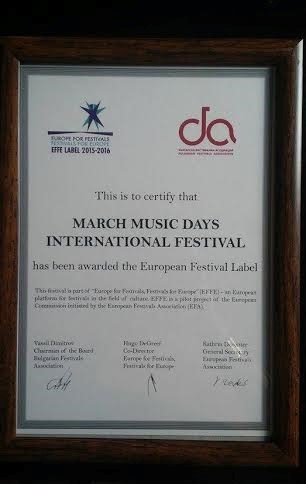 EUROPE FOR FESTIVALS
FESTIVALS FOR EUROPE
EFFE LABEL 2015-2016
da
BULGARIAN FESTIVALS ASSOCIATION
This is to certify that
MARCH MUSIC DAYS
INTERNATIONAL FESTIVAL
has been awarded the European Festival Label
This festival is part of "Europe for Festivals, Festivals for Europe" (EFFE) - an European
platform for festivals in the field of culture. EFFE is a pilot project of the European
Commission initiated by the European Festivals Association (EFA).
Vassil Dimitrov
Chairman of the Board
Bulgarian Festivals
Association
Hugo DeGreef
Co-Director
Europe for Festivals,
Festivals for Europe
Kathrin Deventer
General Secretary
European Festivals
Association